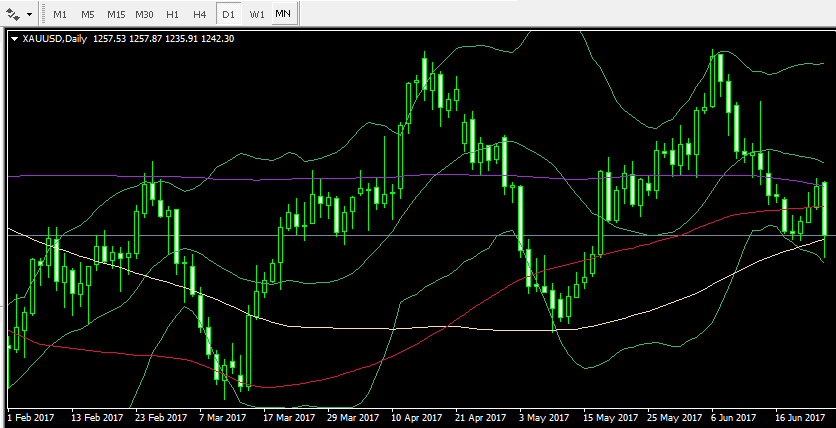 M1 M5 M15 M30 H1 H4 D1 W1 MN
XAUUSD,Daily 1257.53 1257.87 1235.91 1242.30
1 Feb 2017 13 Feb 2017 23 Feb 2017 7 Mar 2017 17 Mar 2017 29 Mar 2017 10 Apr 2017 21 Apr 2017 3 May 2017 15 May 2017 25 May 2017 6 Jun 2017 16 Jun 2017